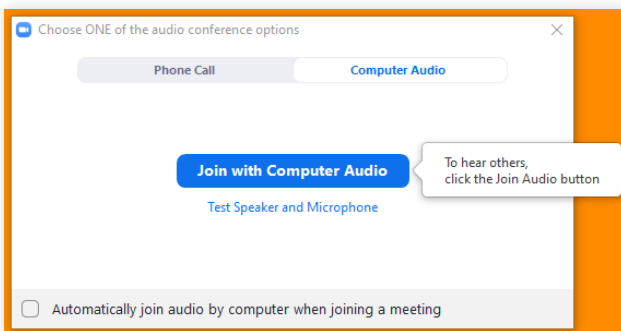 Choose ONE of the audio conference options
Phone Call
Computer Audio
Join with Computer Audio
To hear others,
click the Join Audio button
Test Speaker and Microphone
Automatically join audio by computer when joining a meeting